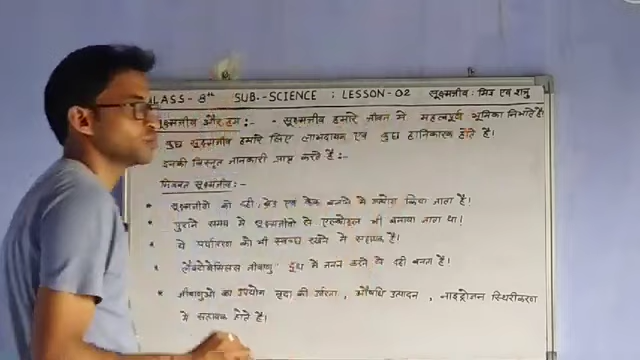 CLASS - 8th SUB.-SCIENCE : LESSON-02 सूक्ष्मजीव : मित्र एवं शत्रु
सूक्ष्मजीव और हम :- - सूक्ष्मजीव हमारे जीवन में महत्वपूर्ण भूमिका निभाते हैं।
कुछ सूक्ष्मजीव हमारे लिए लाभदायक एवं कुछ हानिकारक होते हैं।
इनकी विस्तृत जानकारी प्राप्त करते हैं :-
मित्रवत सूक्ष्मजीव :-
सूक्ष्मजीवों का दही, ब्रेड एवं केक बनाने में प्रयोग किया जाता है।
पुराने समय में सूक्ष्मजीवों से एल्कोहल भी बनाया जाता था।
ये पर्यावरण को भी स्वच्छ रखने में सहायक है।
लैक्टोबैसिलस जीवाणु दूध में जनन करके दही बनाते है।
जीवाणुओं का उपयोग मृदा की उर्वरता, औषधि उत्पादन, नाइट्रोजन स्थिरीकरण
में सहायक होते है।